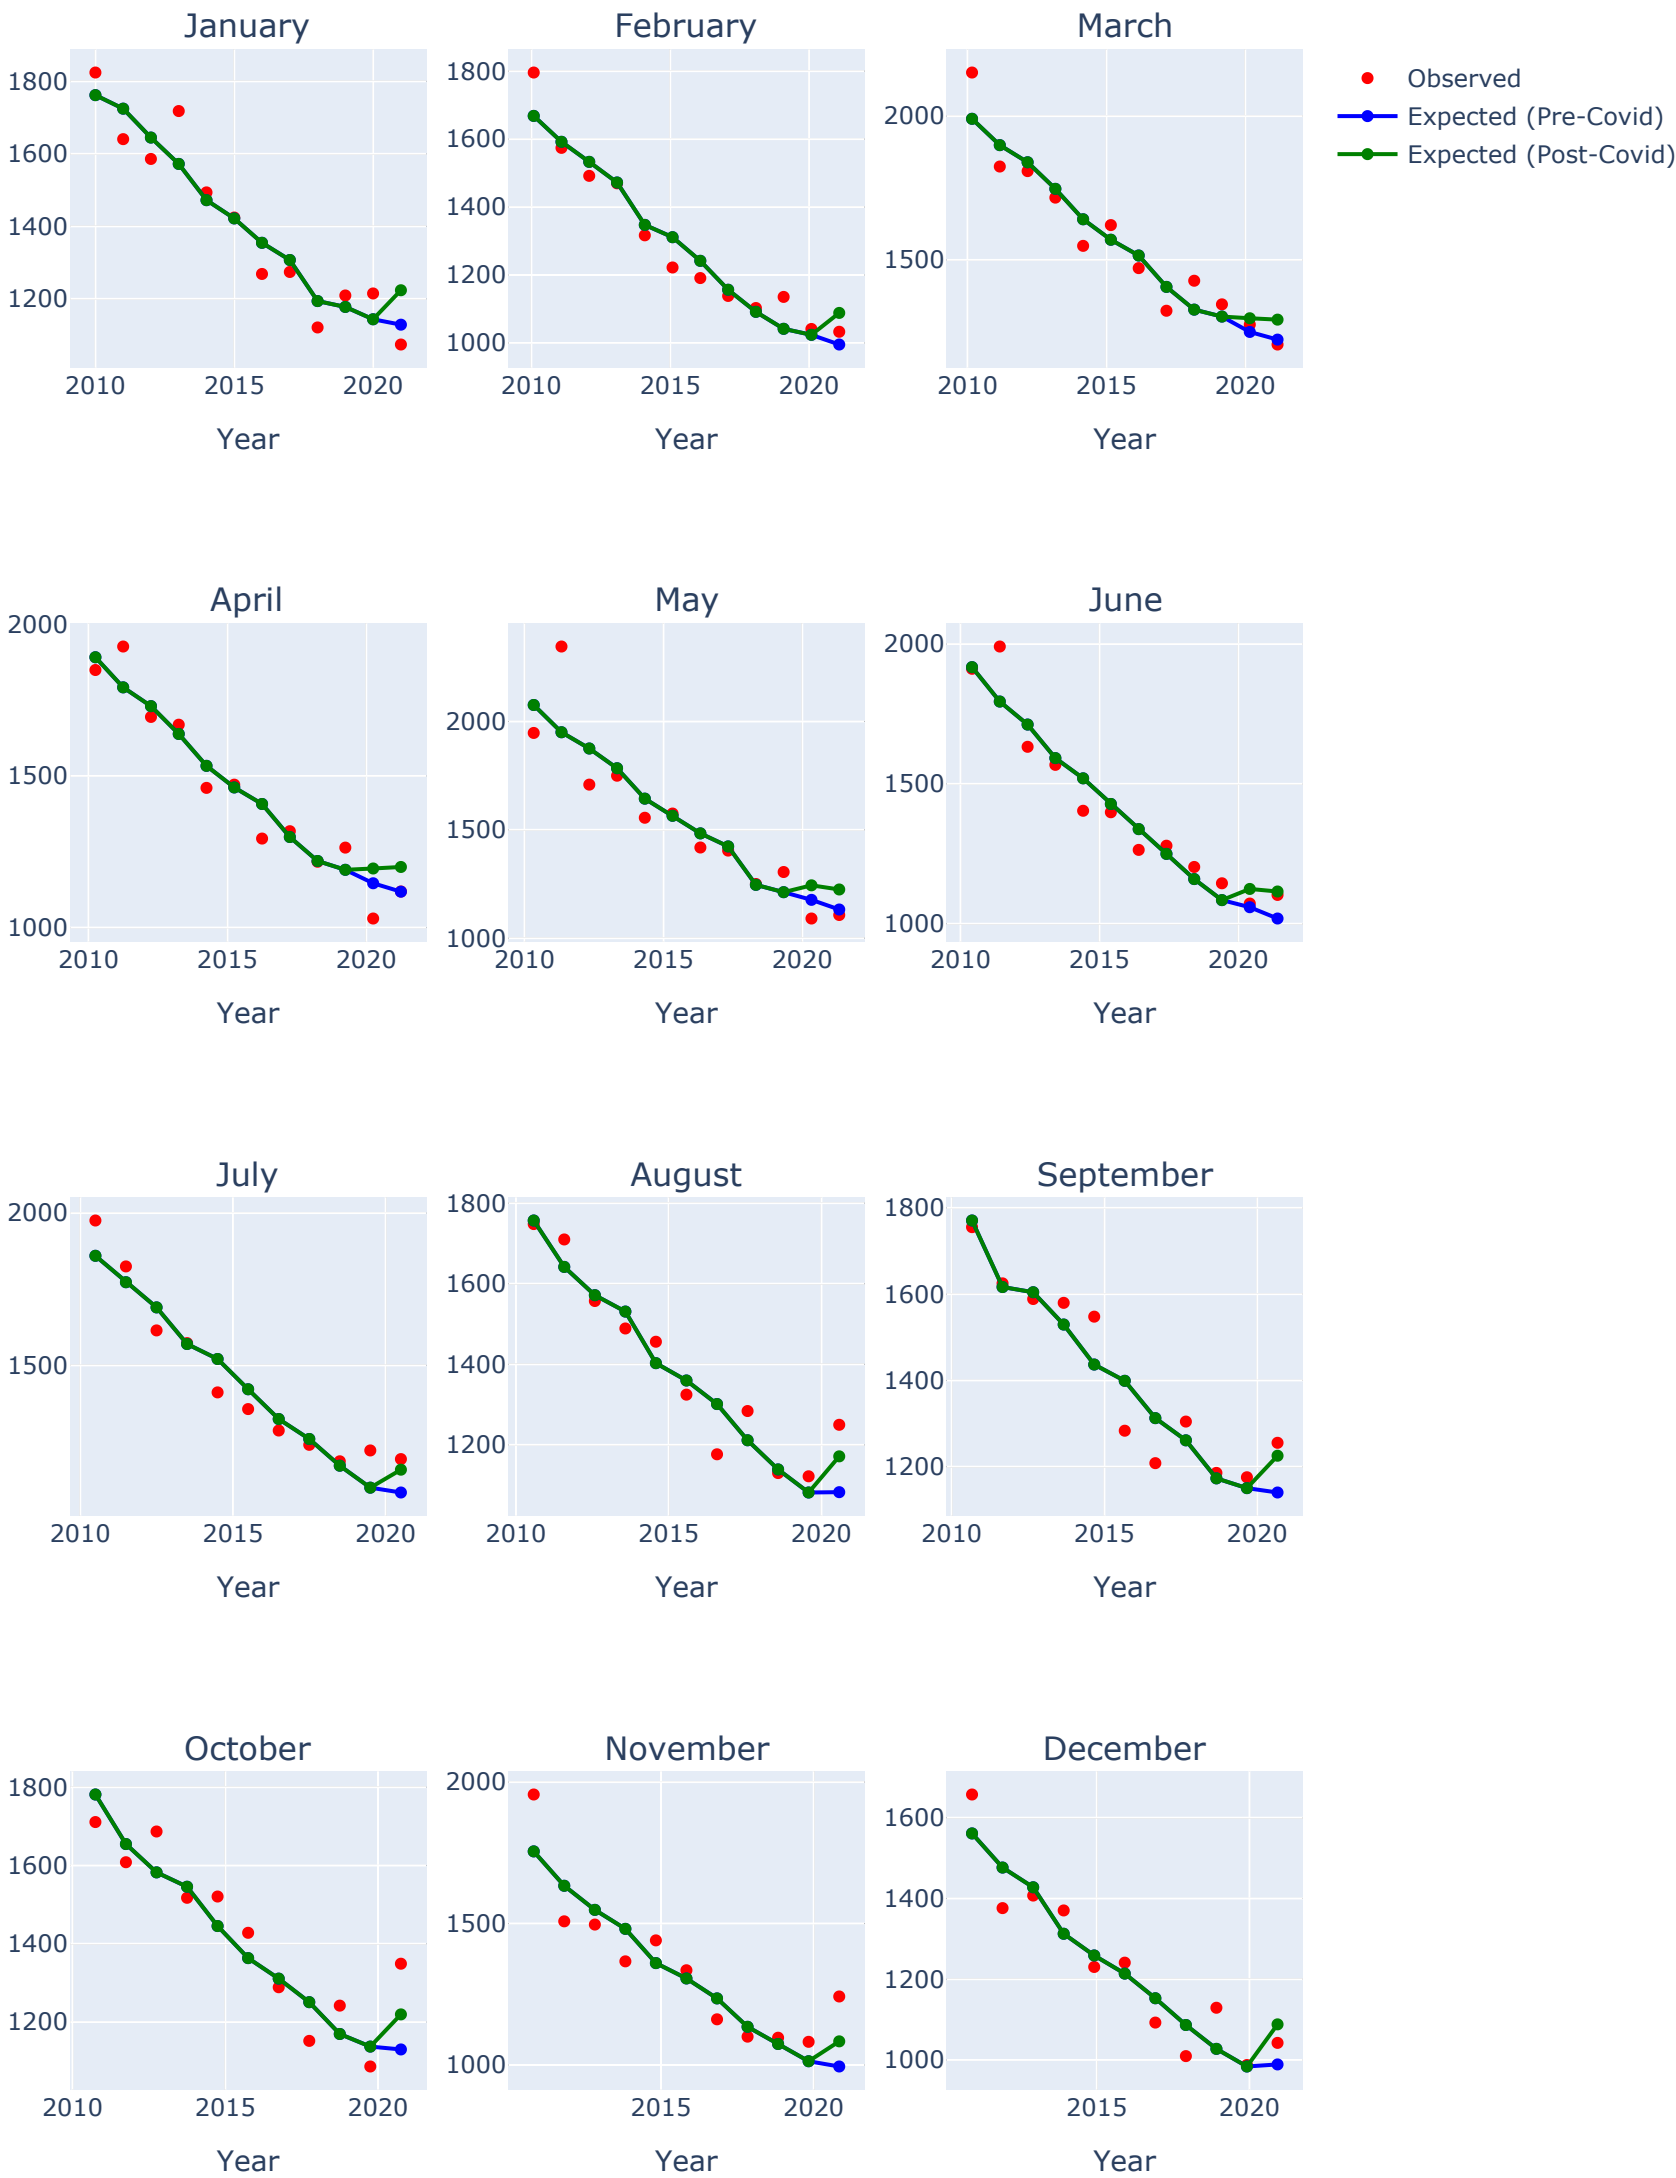 January
February
March
Observed
Expected (Pre-Covid)
Expected (Post-Covid)
1800
1600
1400
1200
2010
2015
2020
Year
1800
1600
1400
1200
1000
2010
2015
2020
Year
2000
1500
2010
2015
2020
Year
April
May
June
2000
1500
1000
2010
2015
2020
Year
2000
1500
1000
2010
2015
2020
Year
2000
1500
1000
2010
2015
2020
Year
July
August
September
2000
1500
2010
2015
2020
Year
1800
1600
1400
1200
2010
2015
2020
Year
1800
1600
1400
1200
2010
2015
2020
Year
October
November
December
1800
1600
1400
1200
2010
2015
2020
Year
2000
1500
1000
2015
2020
Year
1600
1400
1200
1000
2015
2020
Year